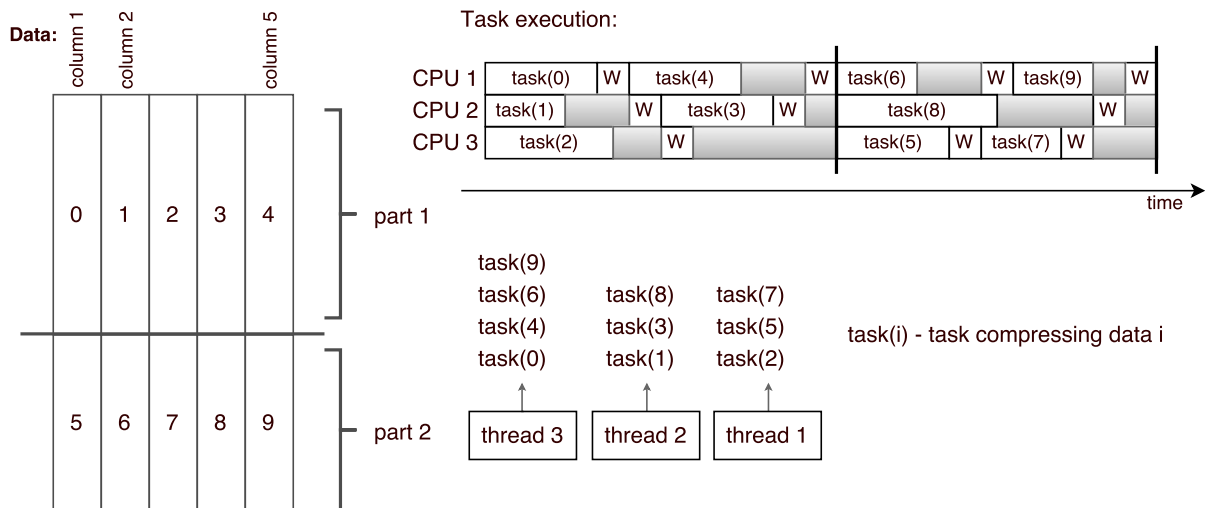 Data:
column 1
column 2
column 5
0 1 2 3 4
part 1
5 6 7 8 9
part 2
Task execution:
CPU 1 task(0) W task(4) W task(6) W task(9) W
CPU 2 task(1) W task(3) W task(8) W
CPU 3 task(2) W task(5) W task(7) W
time
task(9)
task(6) task(8) task(7)
task(4) task(3) task(5)
task(0) task(1) task(2)
thread 3 thread 2 thread 1
task(i) - task compressing data i